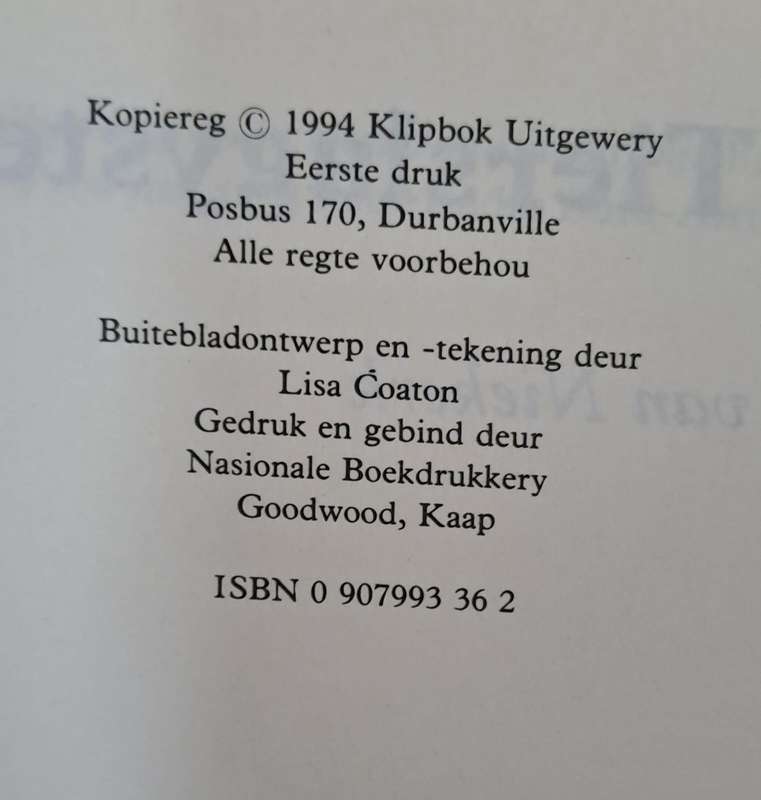 Kopiereg © 1994 Klipbok Uitgewery
Eerste druk
Posbus 170, Durbanville
Alle regte voorbehou
Buitebladontwerp en -tekening deur
Lisa Coaton
Gedruk en gebind deur
Nasionale Boekdrukkery
Goodwood, Kaap
ISBN 0 907993 36 2